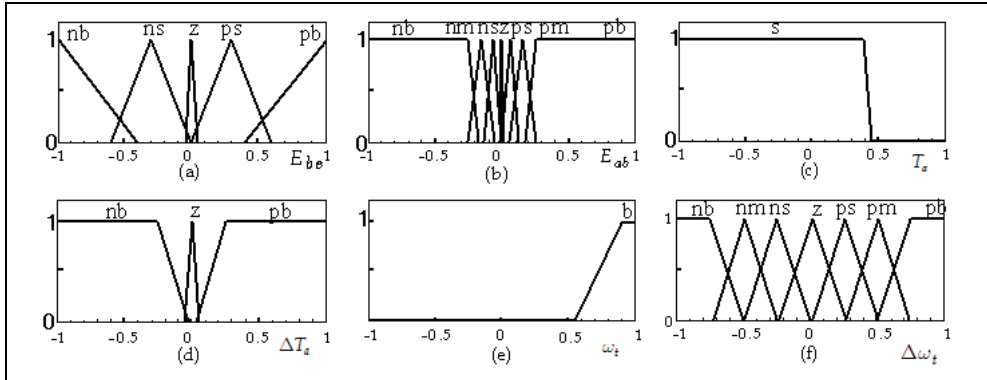 nb ns z ps pb
1
0
-1 -0.5 0 0.5 1
E_be
(a)
nb nm ns z ps pm pb
1
0
-1 -0.5 0 0.5 1
E_ab
(b)
s
1
0
-1 -0.5 0 0.5 1
T_a
(c)
nb z pb
1
0
-1 -0.5 0 0.5 1
ΔT_a
(d)
b
1
0
-1 -0.5 0 0.5 1
ω_t
(e)
nb nm ns z ps pm pb
1
0
-1 -0.5 0 0.5 1
Δω_t
(f)